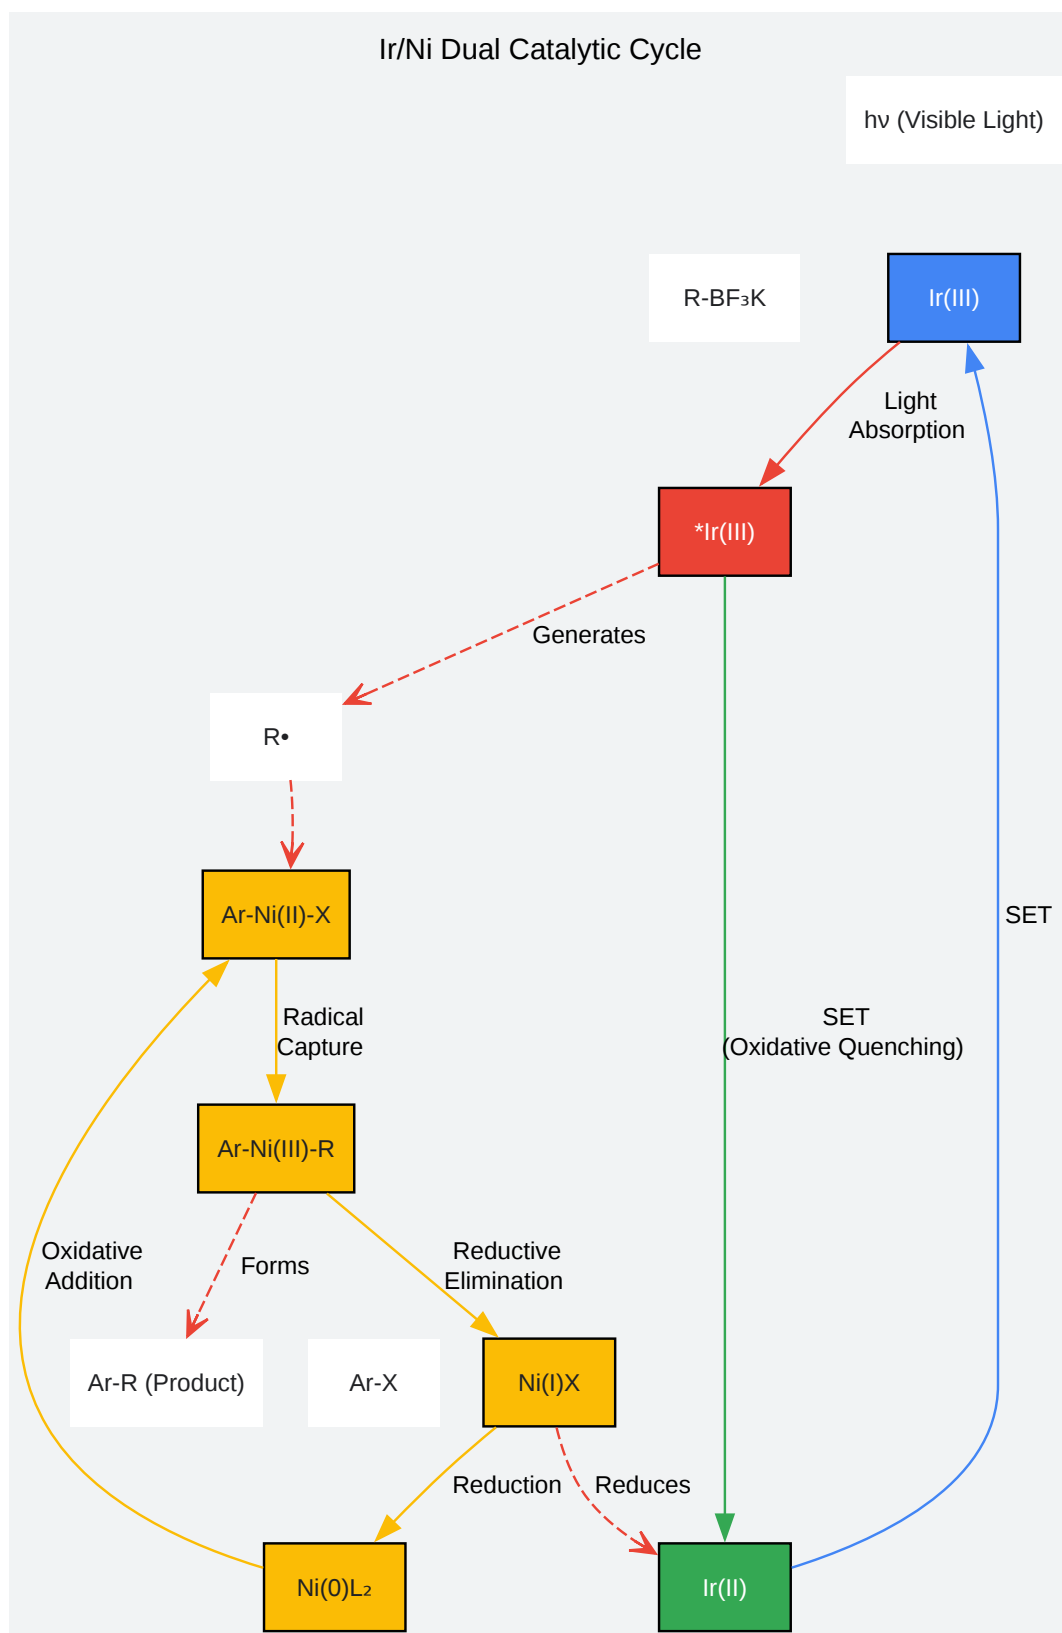 Ir/Ni Dual Catalytic Cycle
hν (Visible Light)
R-BF₃K
Ir(III)
Light
Absorption
*Ir(III)
Generates
R•
Ar-Ni(II)-X
SET
Radical
Capture
SET
(Oxidative Quenching)
Ar-Ni(III)-R
Oxidative
Addition
Forms
Reductive
Elimination
Ar-R (Product)
Ar-X
Ni(I)X
Reduction
Reduces
Ni(0)L₂
Ir(II)